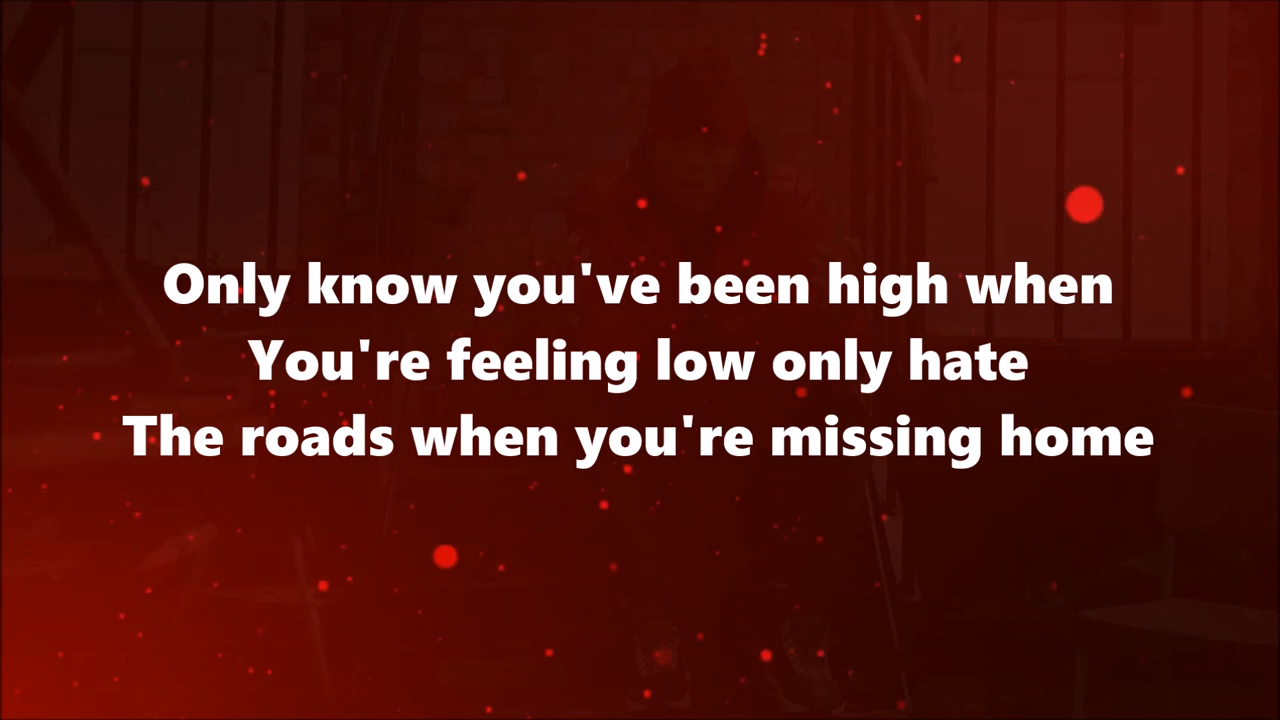 Only know you've been high when
You're feeling low only hate
The roads when you're missing home